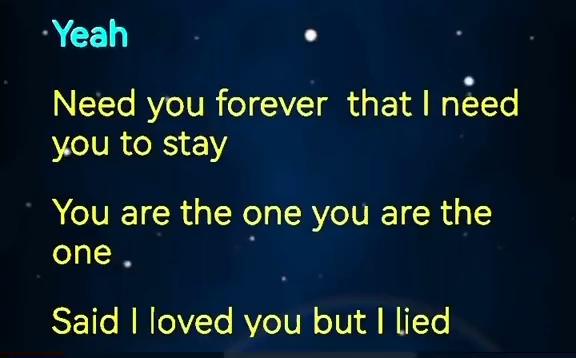 Yeah
Need you forever  that I need
you to stay
You are the one you are the
one
Said I loved you but I lied